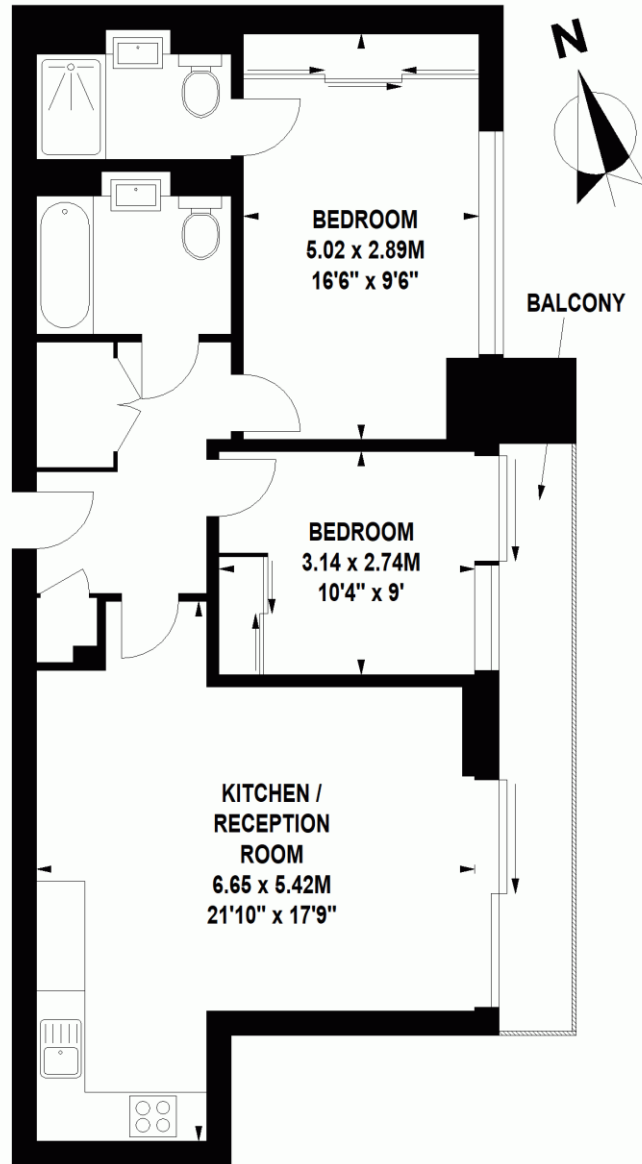 N
BEDROOM
5.02 x 2.89M
16'6" x 9'6"
BALCONY
BEDROOM
3.14 x 2.74M
10'4" x 9'
KITCHEN /
RECEPTION
ROOM
6.65 x 5.42M
21'10" x 17'9"